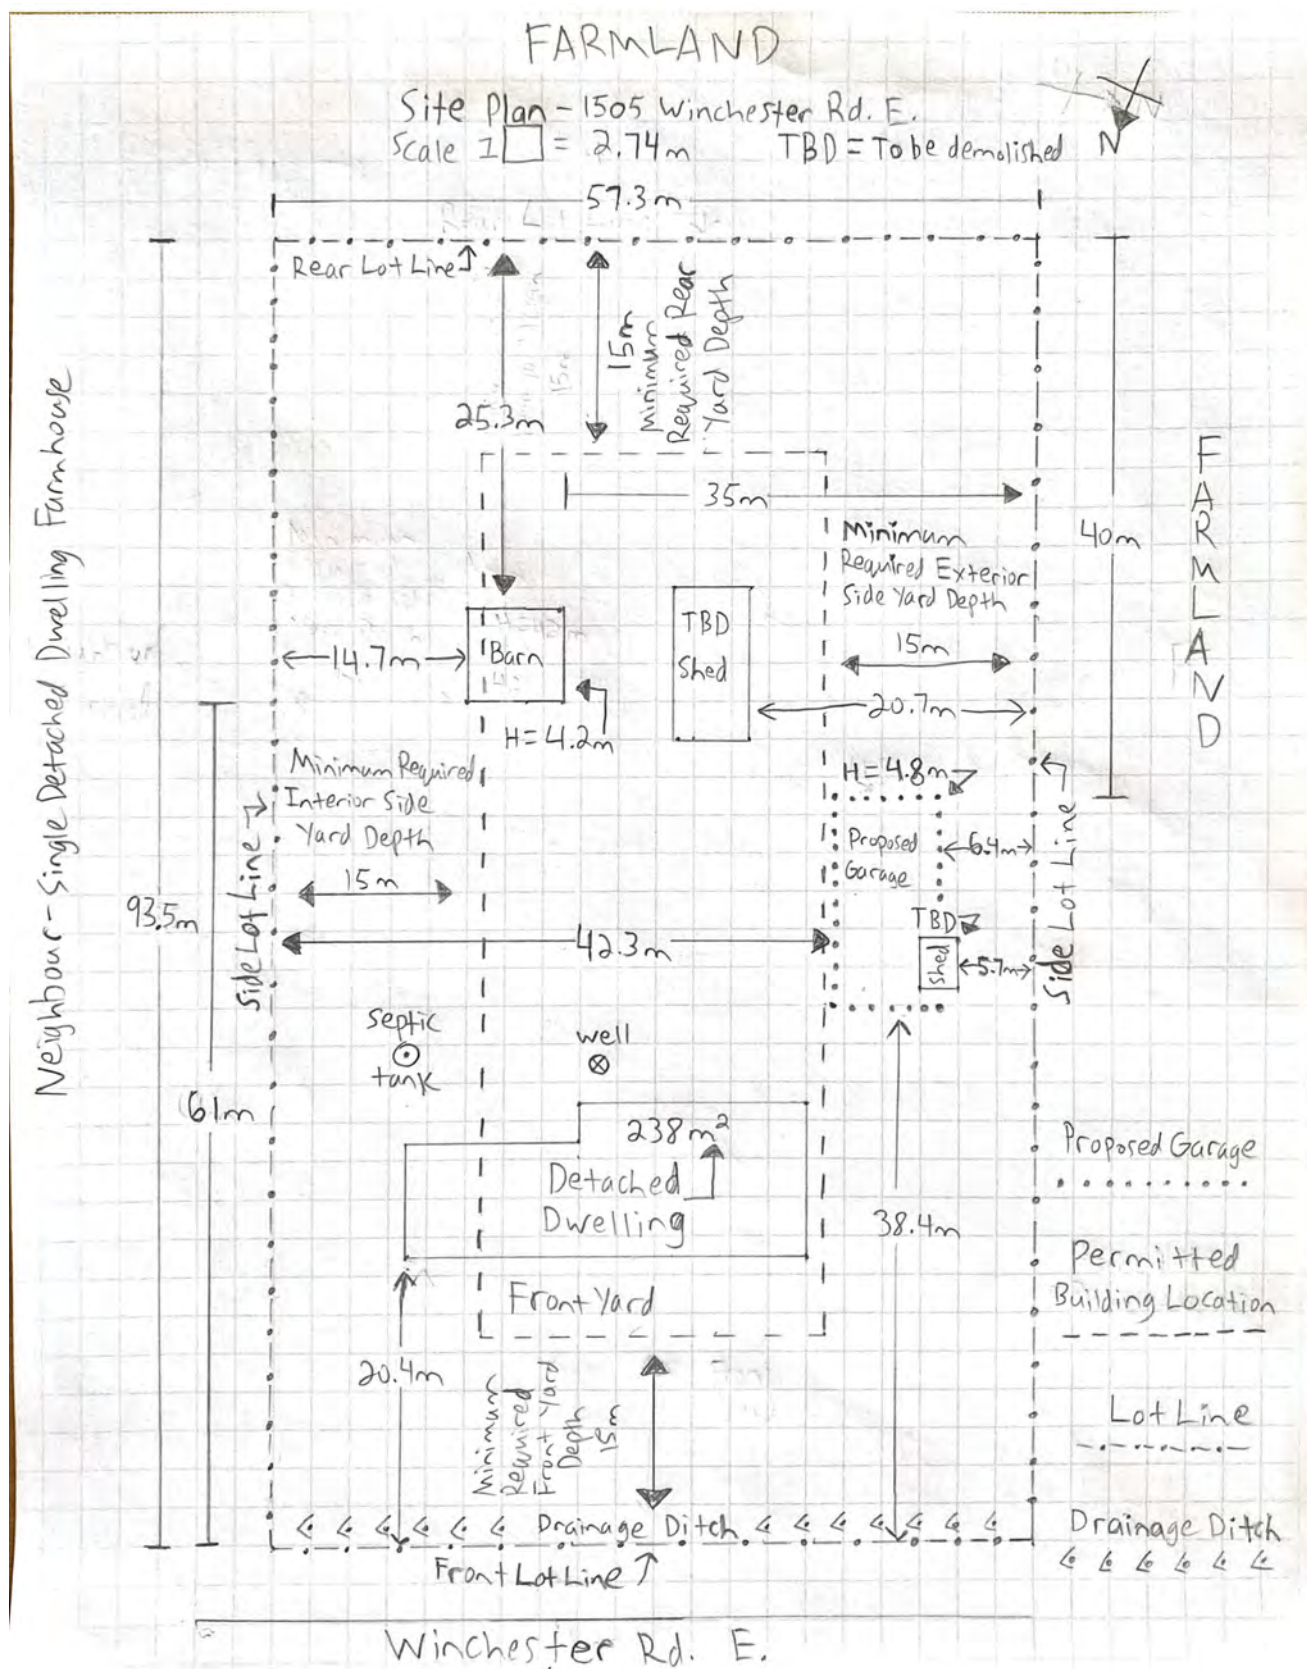 FARMLAND
Site Plan - 1505 Winchester Rd. E.
Scale 1□ = 2.74m
TBD = To be demolished
N
57.3m
Rear Lot Line
15m
Minimum
Required Rear
Yard Depth
25.3m
35m
40m
FARMLAND
Minimum
Required Exterior
Side Yard Depth
15m
TBD
Shed
Barn
14.7m
20.7m
H=4.2m
H=4.8m
Neighbour - Single Detached Dwelling Farmhouse
Minimum Required
Interior Side
Yard Depth
15m
Side Lot Line
Proposed
Garage
6.4m
Side Lot Line
93.5m
42.3m
TBD
Shed
5.7m
septic
tank
well
61m
238m²
Detached
Dwelling
38.4m
Proposed Garage
Permitted
Building Location
Front Yard
20.4m
Minimum
Required
Front Yard
Depth
15m
Lot Line
Drainage Ditch
Drainage Ditch
Front Lot Line
Winchester Rd. E.